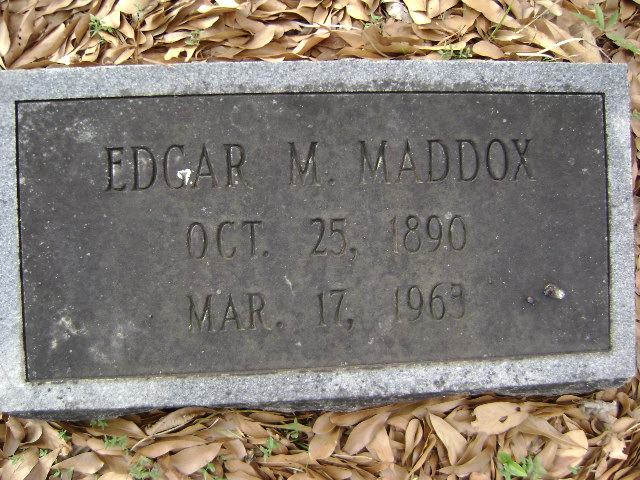 EDGAR M. MADDOX
OCT. 25, 1890
MAR. 17, 1963